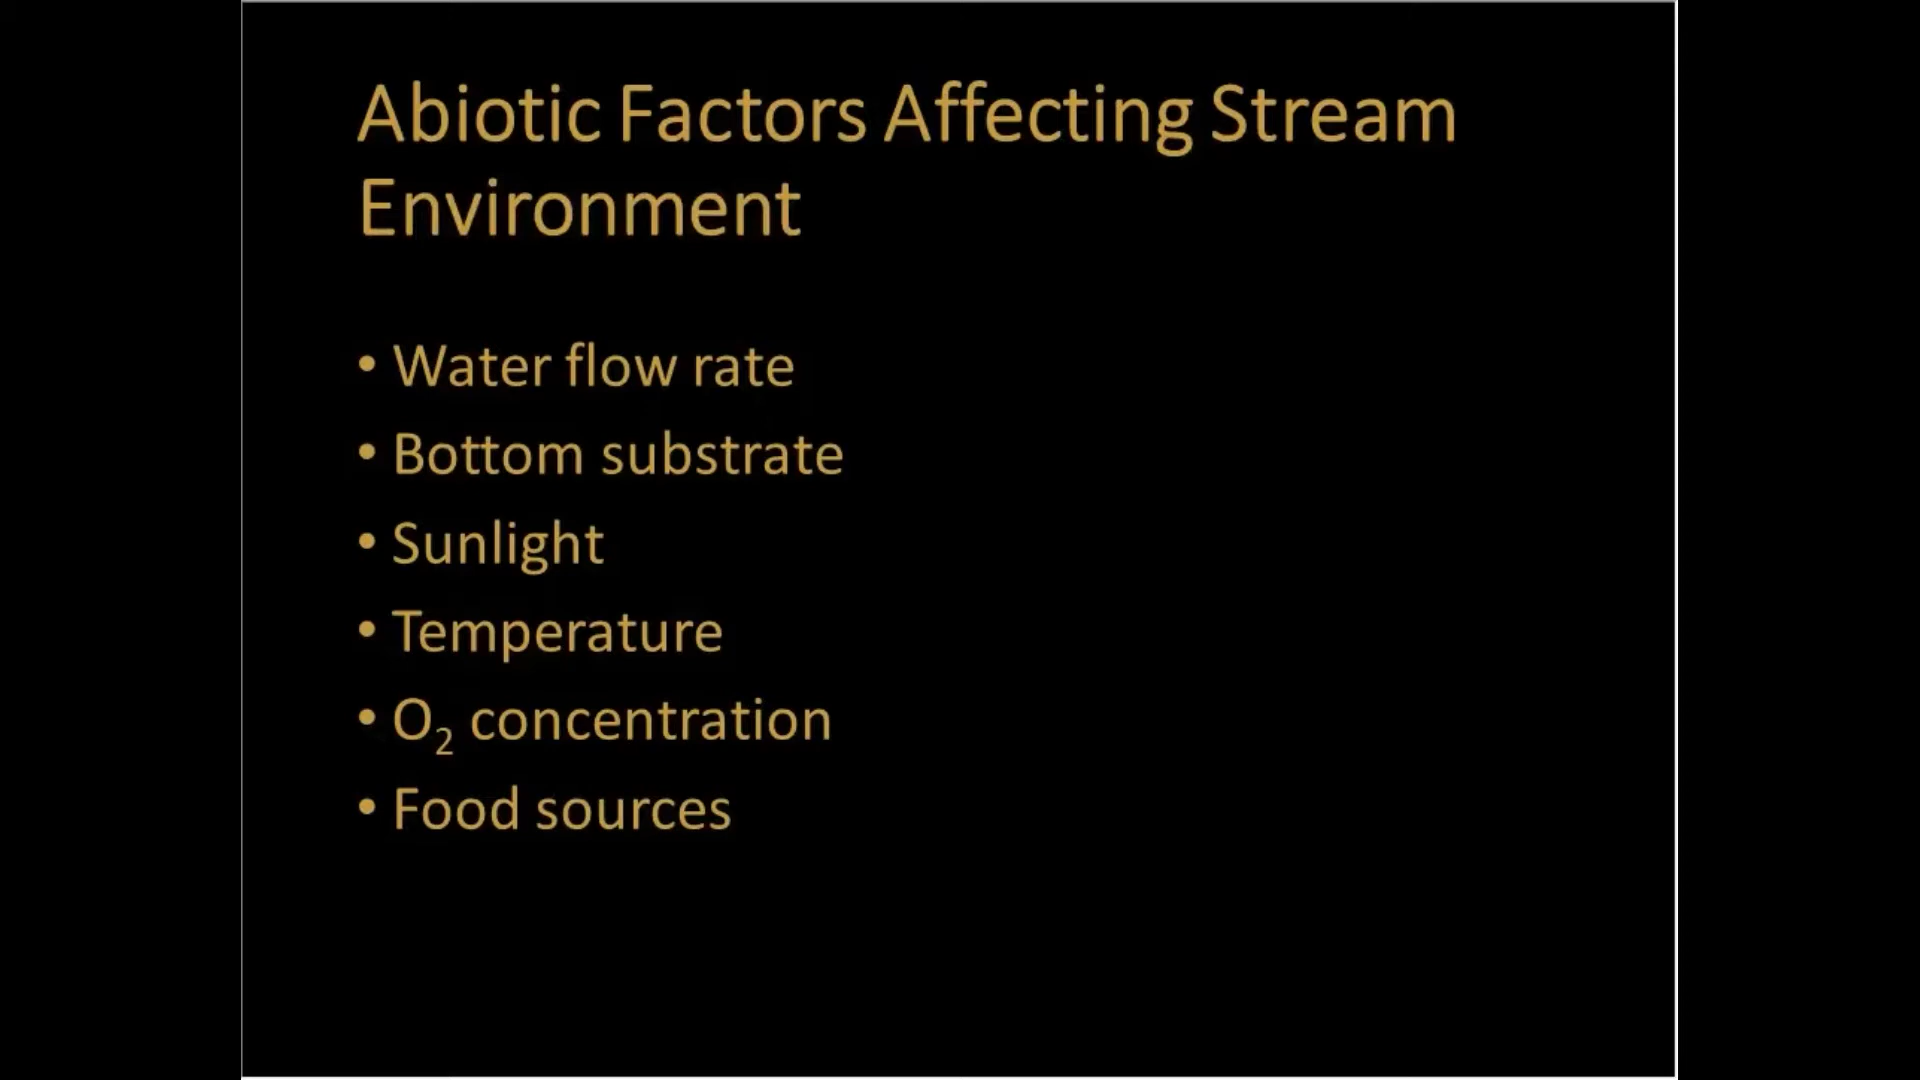 Abiotic Factors Affecting Stream
Environment
• Water flow rate
• Bottom substrate
• Sunlight
• Temperature
• O₂ concentration
• Food sources